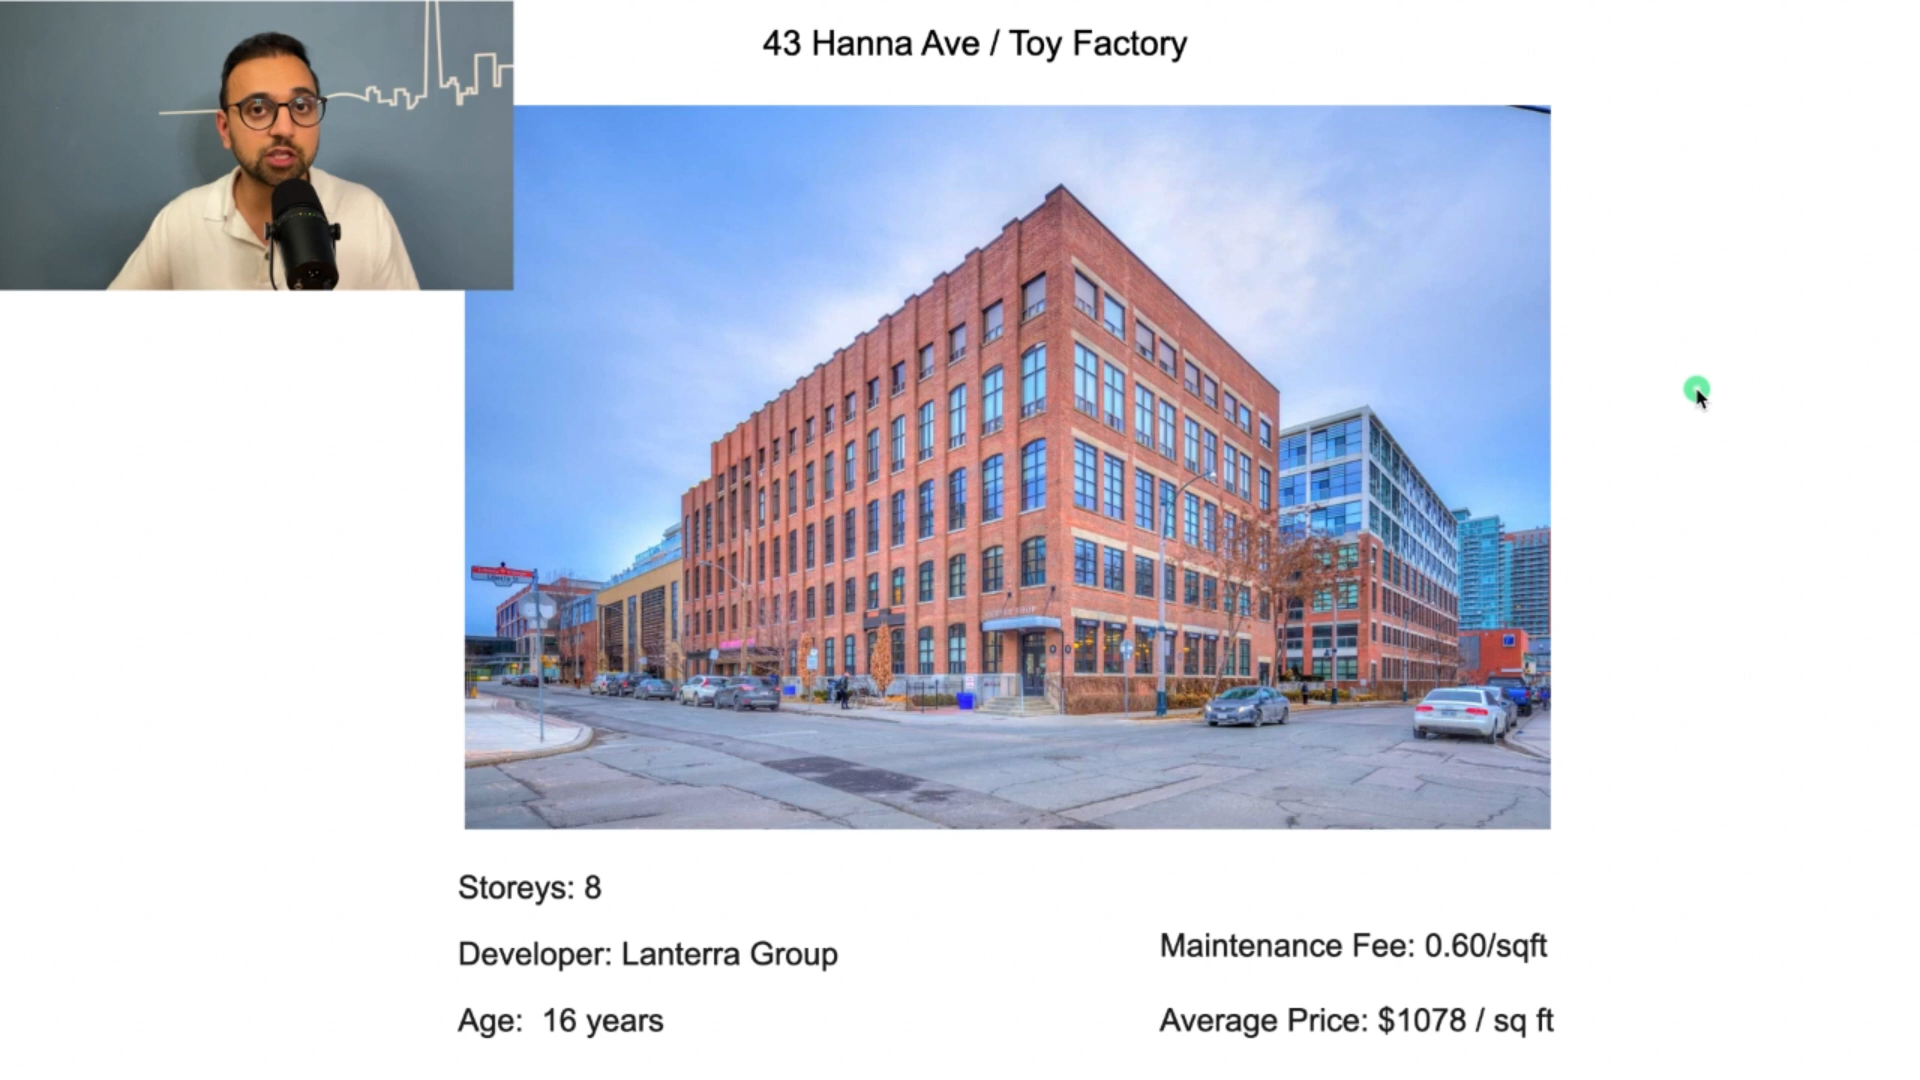 43 Hanna Ave / Toy Factory
Storeys: 8
Developer: Lanterra Group
Maintenance Fee: 0.60/sqft
Age: 16 years
Average Price: $1078 / sq ft